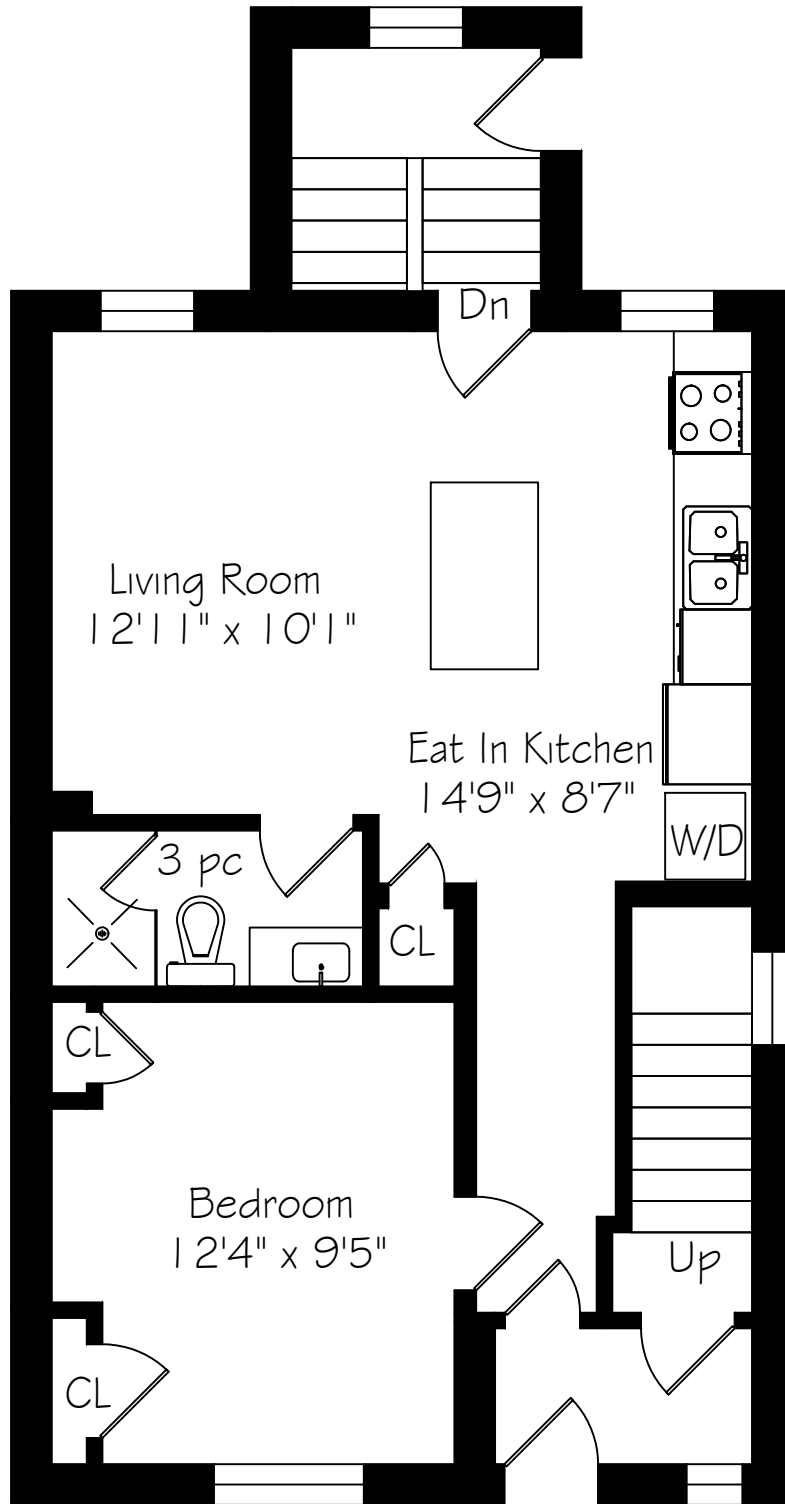 Dn
Living Room
12'11" x 10'1"
Eat In Kitchen
14'9" x 8'7"
W/D
3 pc
CL
CL
Bedroom
12'4" x 9'5"
Up
CL